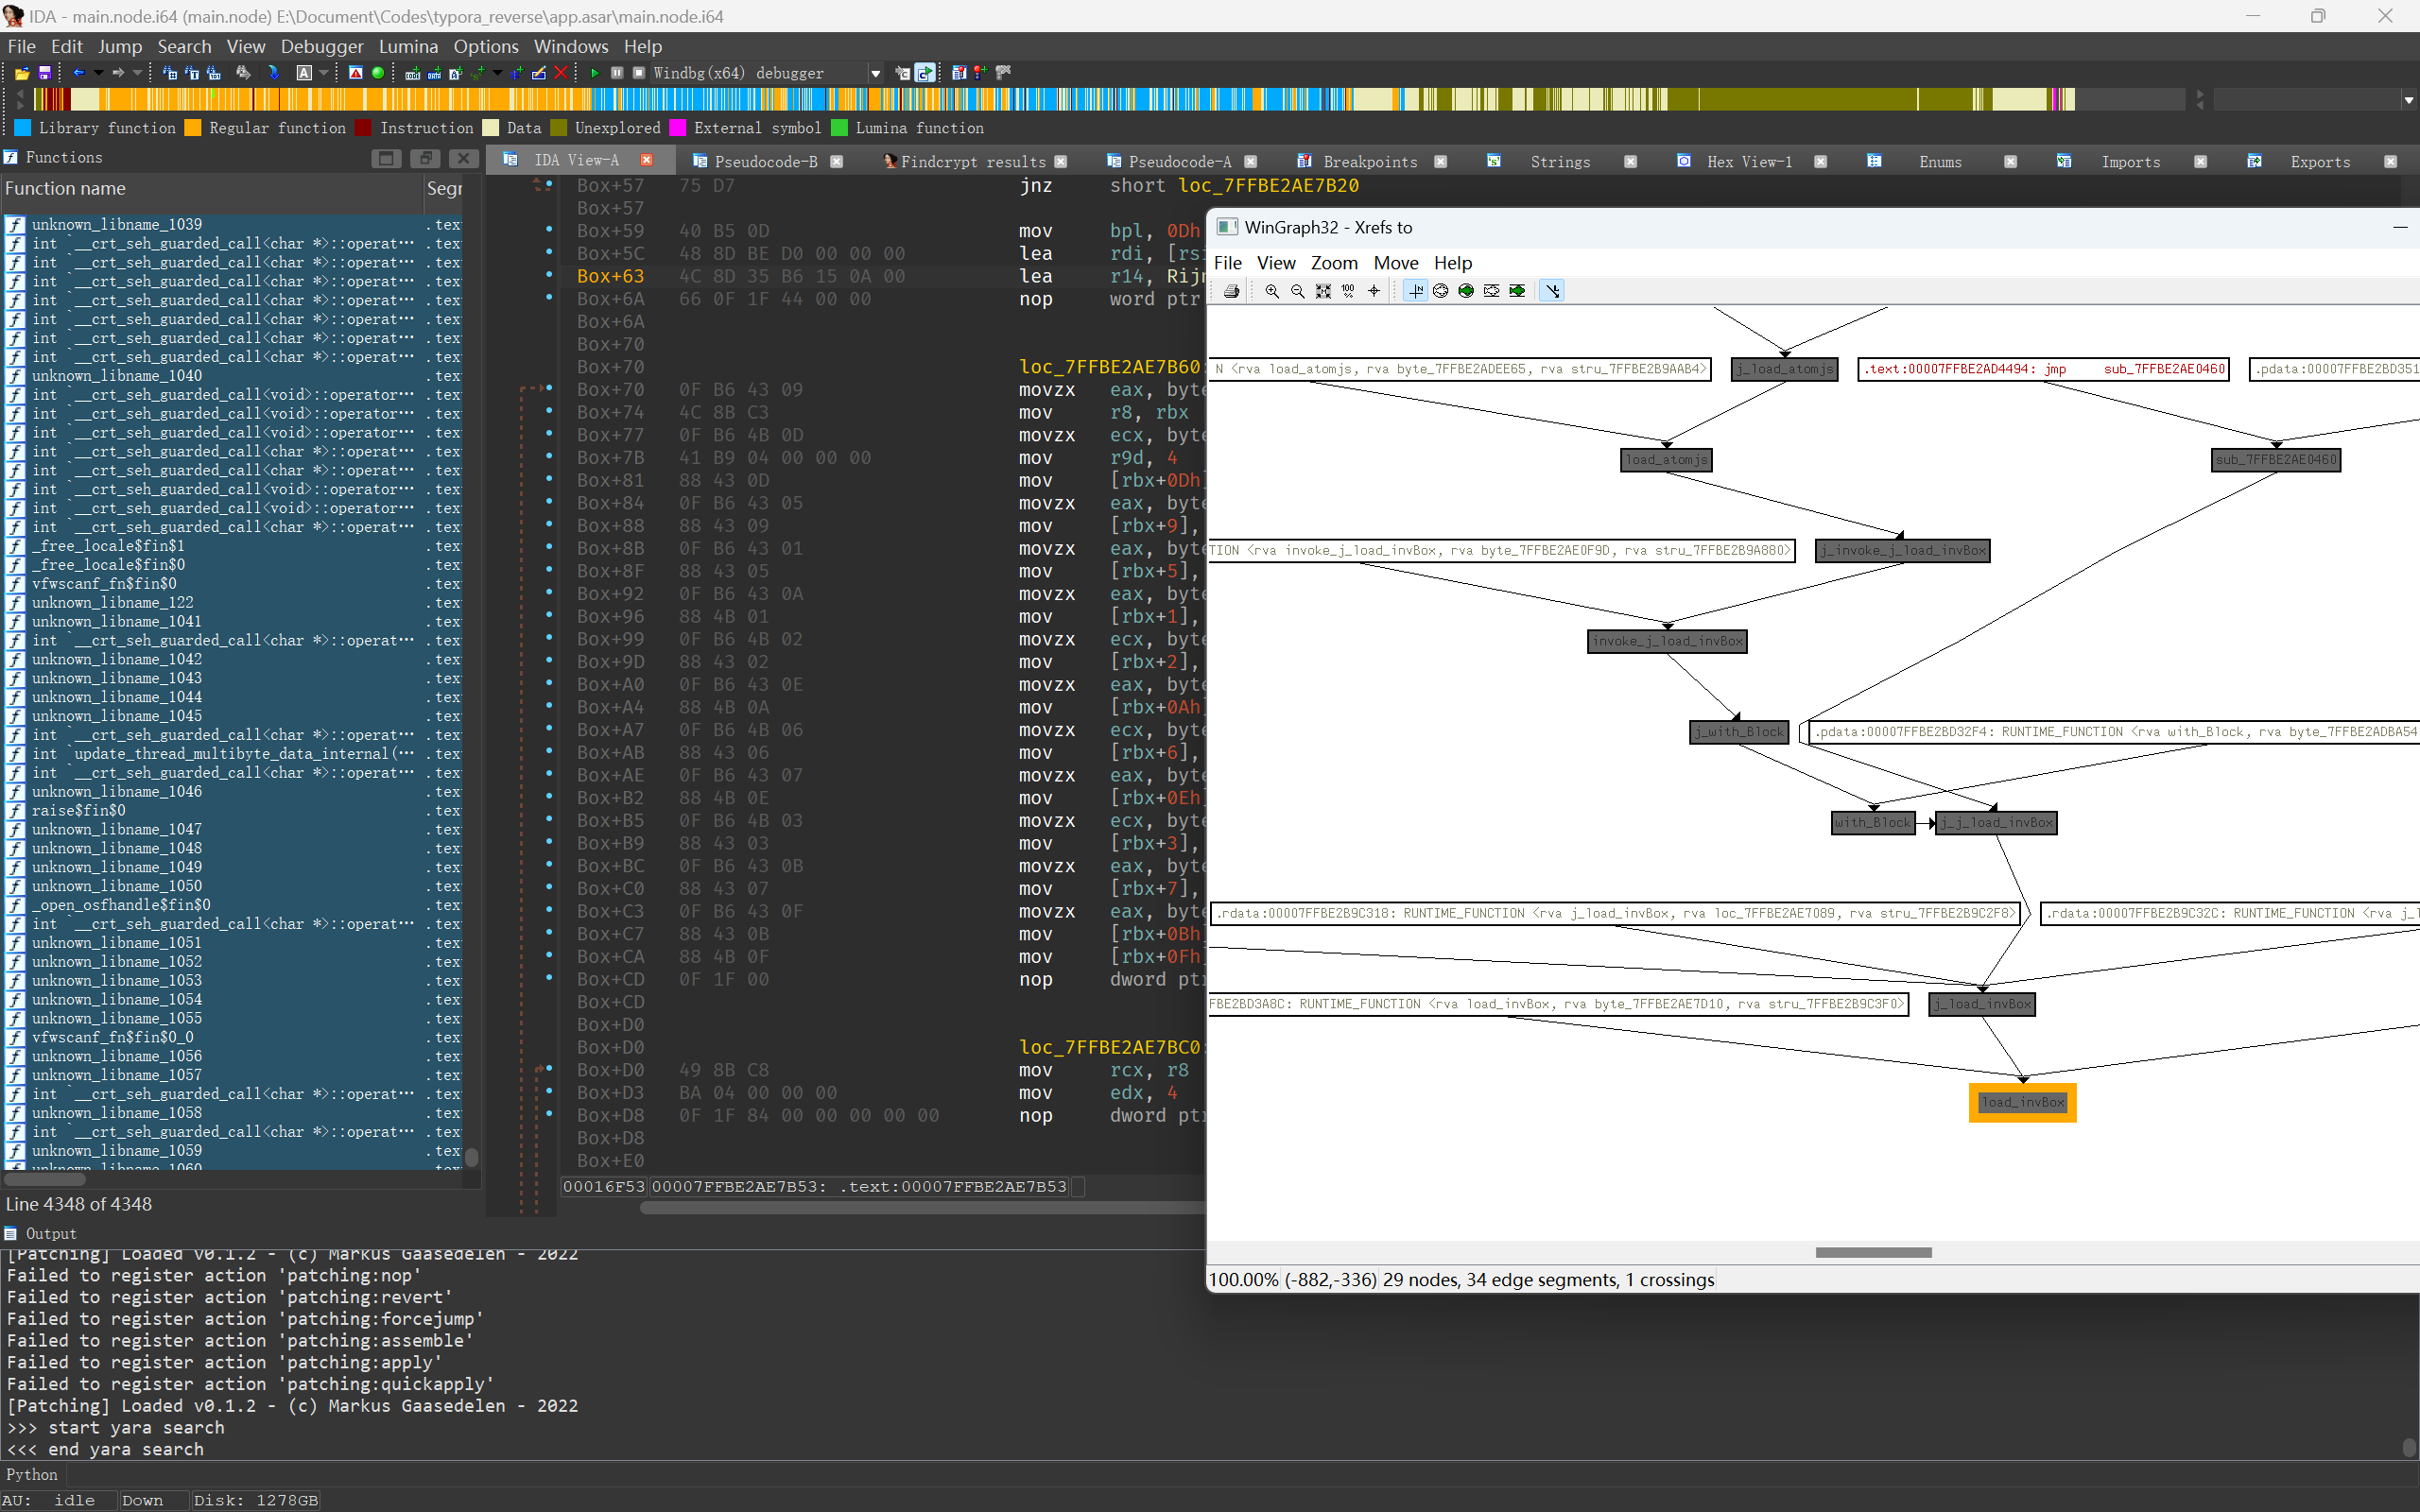 IDA - main.node.i64 (main.node) E:\Document\Codes\typora_reverse\app.asar\main.node.i64
File Edit Jump Search View Debugger Lumina Options Windows Help
Windbg(x64) debugger
Library function Regular function Instruction Data Unexplored External symbol Lumina function
Functions
Function name Segr
unknown_libname_1039 .tex
int `__crt_seh_guarded_call<char *>::operat… .tex
int `__crt_seh_guarded_call<char *>::operat… .tex
int `__crt_seh_guarded_call<char *>::operat… .tex
int `__crt_seh_guarded_call<char *>::operat… .tex
int `__crt_seh_guarded_call<char *>::operat… .tex
int `__crt_seh_guarded_call<char *>::operat… .tex
int `__crt_seh_guarded_call<char *>::operat… .tex
unknown_libname_1040 .tex
int `__crt_seh_guarded_call<void>::operator… .tex
int `__crt_seh_guarded_call<void>::operator… .tex
int `__crt_seh_guarded_call<void>::operator… .tex
int `__crt_seh_guarded_call<char *>::operat… .tex
int `__crt_seh_guarded_call<char *>::operat… .tex
int `__crt_seh_guarded_call<void>::operator… .tex
int `__crt_seh_guarded_call<void>::operator… .tex
int `__crt_seh_guarded_call<char *>::operat… .tex
_free_locale$fin$1 .tex
_free_locale$fin$0 .tex
vfwscanf_fn$fin$0 .tex
unknown_libname_122 .tex
unknown_libname_1041 .tex
int `__crt_seh_guarded_call<char *>::operat… .tex
unknown_libname_1042 .tex
unknown_libname_1043 .tex
unknown_libname_1044 .tex
unknown_libname_1045 .tex
int `__crt_seh_guarded_call<char *>::operat… .tex
int `update_thread_multibyte_data_internal(… .tex
int `__crt_seh_guarded_call<char *>::operat… .tex
unknown_libname_1046 .tex
raise$fin$0 .tex
unknown_libname_1047 .tex
unknown_libname_1048 .tex
unknown_libname_1049 .tex
unknown_libname_1050 .tex
_open_osfhandle$fin$0 .tex
int `__crt_seh_guarded_call<char *>::operat… .tex
unknown_libname_1051 .tex
unknown_libname_1052 .tex
unknown_libname_1053 .tex
unknown_libname_1054 .tex
unknown_libname_1055 .tex
vfwscanf_fn$fin$0_0 .tex
unknown_libname_1056 .tex
unknown_libname_1057 .tex
int `__crt_seh_guarded_call<char *>::operat… .tex
unknown_libname_1058 .tex
int `__crt_seh_guarded_call<char *>::operat… .tex
unknown_libname_1059 .tex
unknown_libname_1060
Line 4348 of 4348
IDA View-A Pseudocode-B Findcrypt results Pseudocode-A Breakpoints Strings Hex View-1 Enums Imports Exports
Box+57 75 D7 jnz short loc_7FFBE2AE7B20
Box+57
Box+59 40 B5 0D mov bpl, 0Dh
Box+5C 48 8D BE D0 00 00 00 lea rdi, [rsi
Box+63 4C 8D 35 B6 15 0A 00 lea r14, Rijn
Box+6A 66 0F 1F 44 00 00 nop word ptr
Box+6A
Box+70
Box+70 loc_7FFBE2AE7B60:
Box+70 0F B6 43 09 movzx eax, byte
Box+74 4C 8B C3 mov r8, rbx
Box+77 0F B6 4B 0D movzx ecx, byte
Box+7B 41 B9 04 00 00 00 mov r9d, 4
Box+81 88 43 0D mov [rbx+0Dh]
Box+84 0F B6 43 05 movzx eax, byte
Box+88 88 43 09 mov [rbx+9],
Box+8B 0F B6 43 01 movzx eax, byte
Box+8F 88 43 05 mov [rbx+5],
Box+92 0F B6 43 0A movzx eax, byte
Box+96 88 4B 01 mov [rbx+1],
Box+99 0F B6 4B 02 movzx ecx, byte
Box+9D 88 43 02 mov [rbx+2],
Box+A0 0F B6 43 0E movzx eax, byte
Box+A4 88 4B 0A mov [rbx+0Ah]
Box+A7 0F B6 4B 06 movzx ecx, byte
Box+AB 88 43 06 mov [rbx+6],
Box+AE 0F B6 43 07 movzx eax, byte
Box+B2 88 4B 0E mov [rbx+0Eh]
Box+B5 0F B6 4B 03 movzx ecx, byte
Box+B9 88 43 03 mov [rbx+3],
Box+BC 0F B6 43 0B movzx eax, byte
Box+C0 88 43 07 mov [rbx+7],
Box+C3 0F B6 43 0F movzx eax, byte
Box+C7 88 43 0B mov [rbx+0Bh]
Box+CA 88 4B 0F mov [rbx+0Fh]
Box+CD 0F 1F 00 nop dword ptr
Box+CD
Box+D0
Box+D0 loc_7FFBE2AE7BC0:
Box+D0 49 8B C8 mov rcx, r8
Box+D3 BA 04 00 00 00 mov edx, 4
Box+D8 0F 1F 84 00 00 00 00 00 nop dword ptr
Box+D8
Box+E0
00016F53 00007FFBE2AE7B53: .text:00007FFBE2AE7B53
WinGraph32 - Xrefs to
File View Zoom Move Help
N <rva load_atomjs, rva byte_7FFBE2ADEE65, rva stru_7FFBE2B9AAB4> j_load_atomjs .text:00007FFBE2AD4494: jmp sub_7FFBE2AE0460 .pdata:00007FFBE2BD351
load_atomjs sub_7FFBE2AE0460
TION <rva invoke_j_load_invBox, rva byte_7FFBE2AE0F9D, rva stru_7FFBE2B9A880> j_invoke_j_load_invBox
invoke_j_load_invBox
j_with_Block .pdata:00007FFBE2BD32F4: RUNTIME_FUNCTION <rva with_Block, rva byte_7FFBE2ADBA54
with_Block j_j_load_invBox
.rdata:00007FFBE2B9C318: RUNTIME_FUNCTION <rva j_load_invBox, rva loc_7FFBE2AE7089, rva stru_7FFBE2B9C2F8> .rdata:00007FFBE2B9C32C: RUNTIME_FUNCTION <rva j_l
FBE2BD3A8C: RUNTIME_FUNCTION <rva load_invBox, rva byte_7FFBE2AE7D10, rva stru_7FFBE2B9C3F0> j_load_invBox
load_invBox
100.00% (-882,-336) 29 nodes, 34 edge segments, 1 crossings
Output
[Patching] Loaded v0.1.2 - (c) Markus Gaasedelen - 2022
Failed to register action 'patching:nop'
Failed to register action 'patching:revert'
Failed to register action 'patching:forcejump'
Failed to register action 'patching:assemble'
Failed to register action 'patching:apply'
Failed to register action 'patching:quickapply'
[Patching] Loaded v0.1.2 - (c) Markus Gaasedelen - 2022
>>> start yara search
<<< end yara search
Python
AU: idle Down Disk: 1278GB